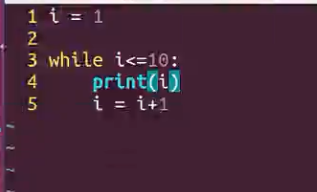 1 i = 1
2
3 while i<=10:
4     print(i)
5     i = i+1
~
~
~